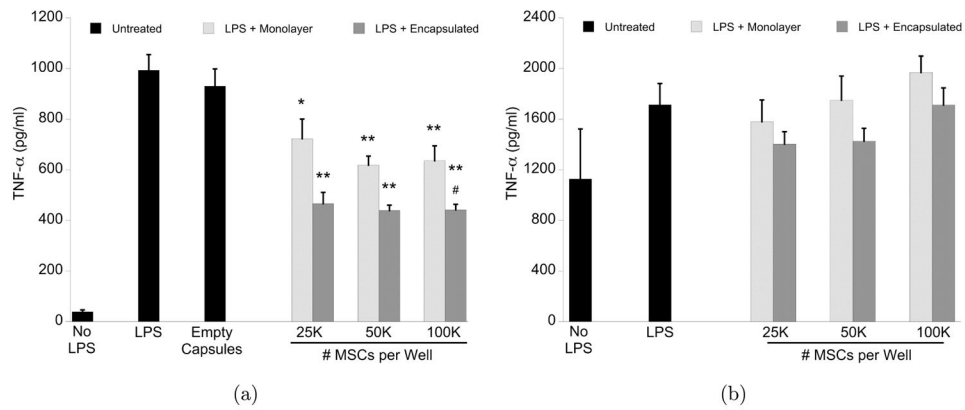 Untreated LPS + Monolayer LPS + Encapsulated
TNF-α (pg/ml)
1200
1000
800
600
400
200
0
*
**
**
**
**
**
#
No LPS
LPS
Empty Capsules
25K 50K 100K
# MSCs per Well
(a)
Untreated LPS + Monolayer LPS + Encapsulated
TNF-α (pg/ml)
2400
2000
1600
1200
800
400
0
No LPS
LPS
25K 50K 100K
# MSCs per Well
(b)